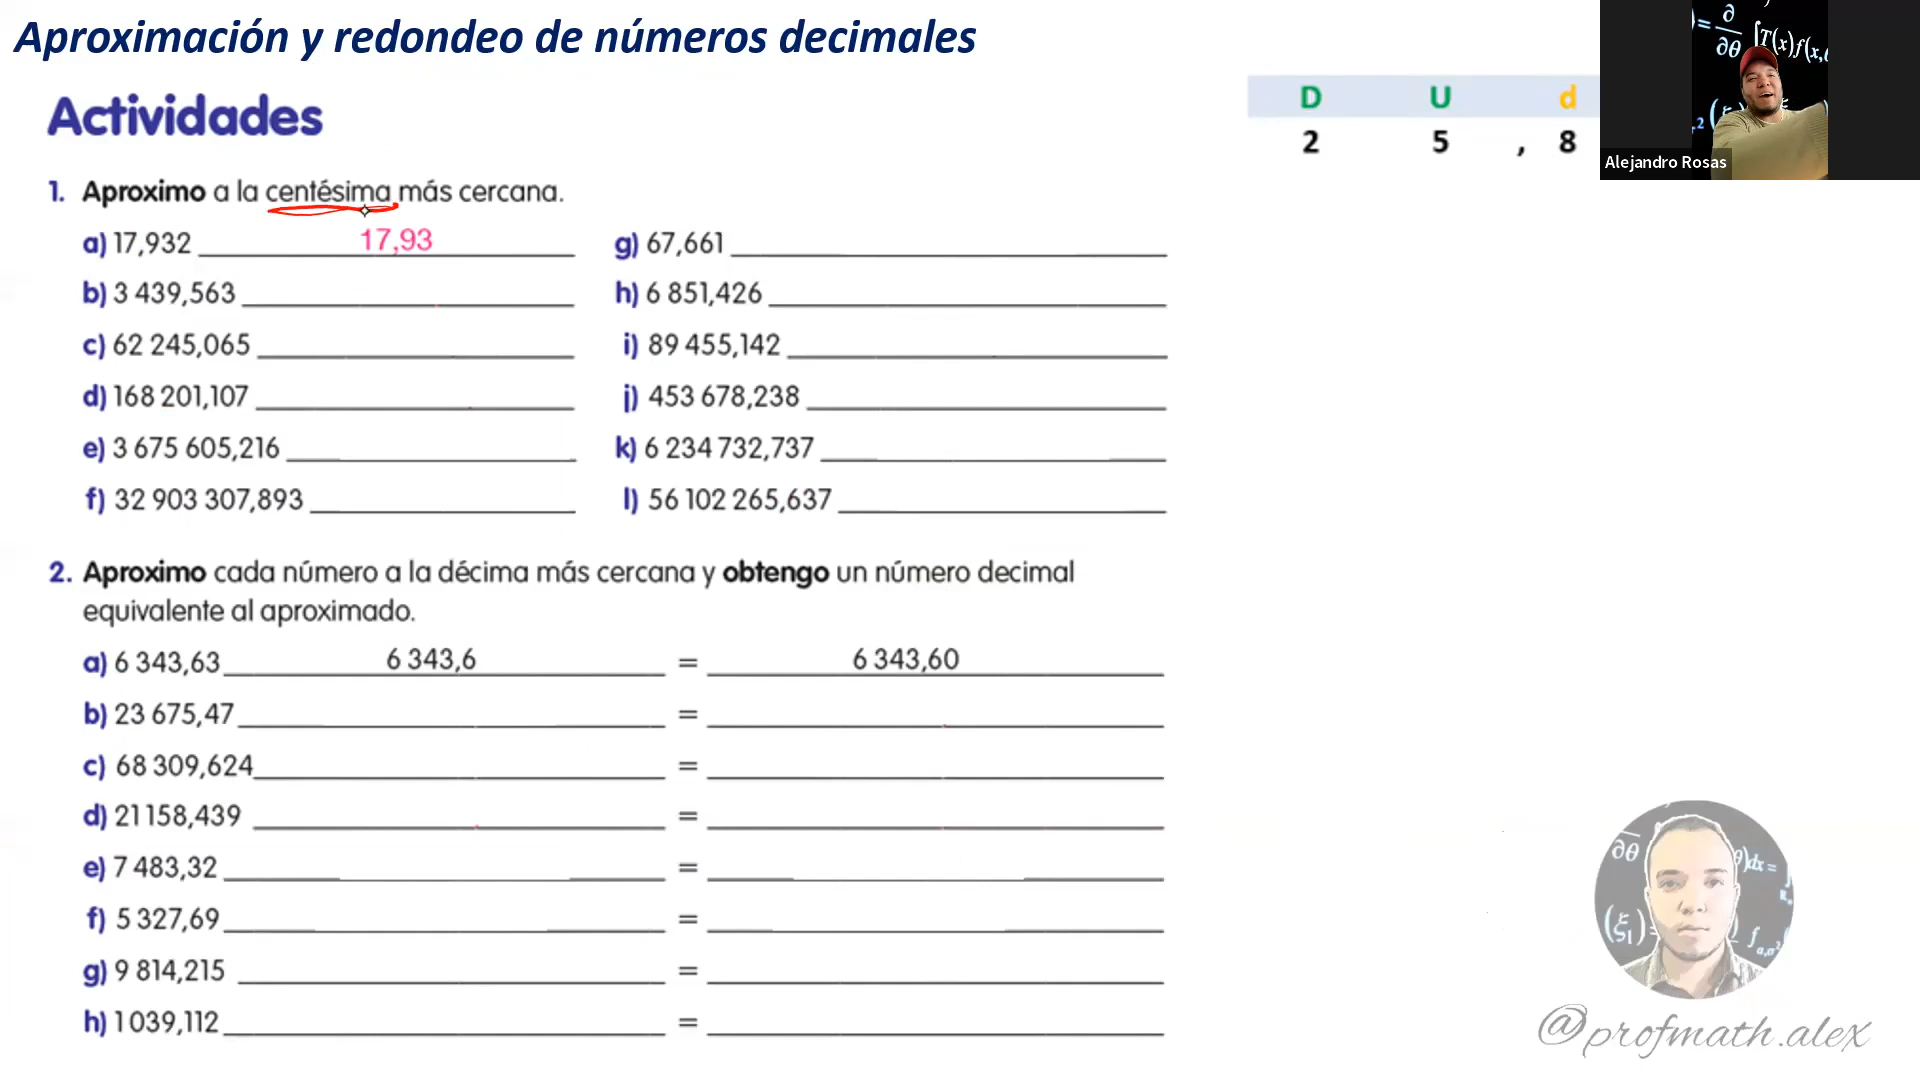 Aproximación y redondeo de números decimales
Actividades
D U d
2 5 , 8
Alejandro Rosas
1. Aproximo a la centésima más cercana.
a) 17,932 17,93
b) 3 439,563
c) 62 245,065
d) 168 201,107
e) 3 675 605,216
f) 32 903 307,893
g) 67,661
h) 6 851,426
i) 89 455,142
j) 453 678,238
k) 6 234 732,737
l) 56 102 265,637
2. Aproximo cada número a la décima más cercana y obtengo un número decimal
equivalente al aproximado.
a) 6 343,63 6 343,6 = 6 343,60
b) 23 675,47 =
c) 68 309,624 =
d) 21 158,439 =
e) 7 483,32 =
f) 5 327,69 =
g) 9 814,215 =
h) 1 039,112 =
@profmath.alex